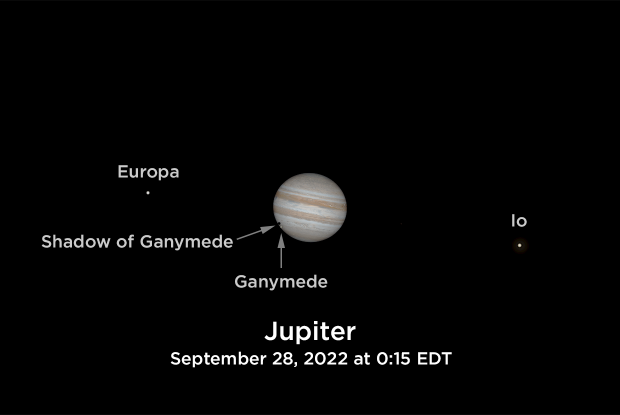 Europa
Io
Shadow of Ganymede
Ganymede
Jupiter
September 28, 2022 at 0:15 EDT